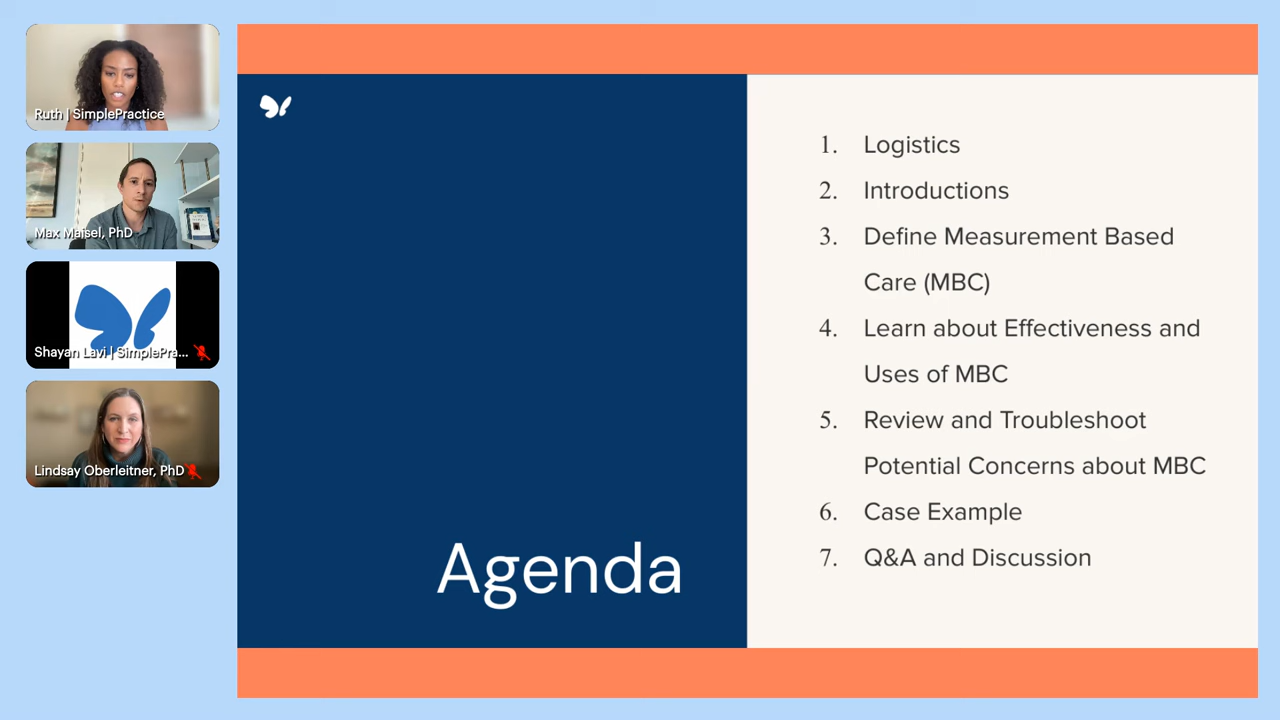 Ruth | SimplePractice
Max Maisel, PhD
Shayan Lavi | SimplePra...
Lindsay Oberleitner, PhD
Agenda
1. Logistics
2. Introductions
3. Define Measurement Based
Care (MBC)
4. Learn about Effectiveness and
Uses of MBC
5. Review and Troubleshoot
Potential Concerns about MBC
6. Case Example
7. Q&A and Discussion